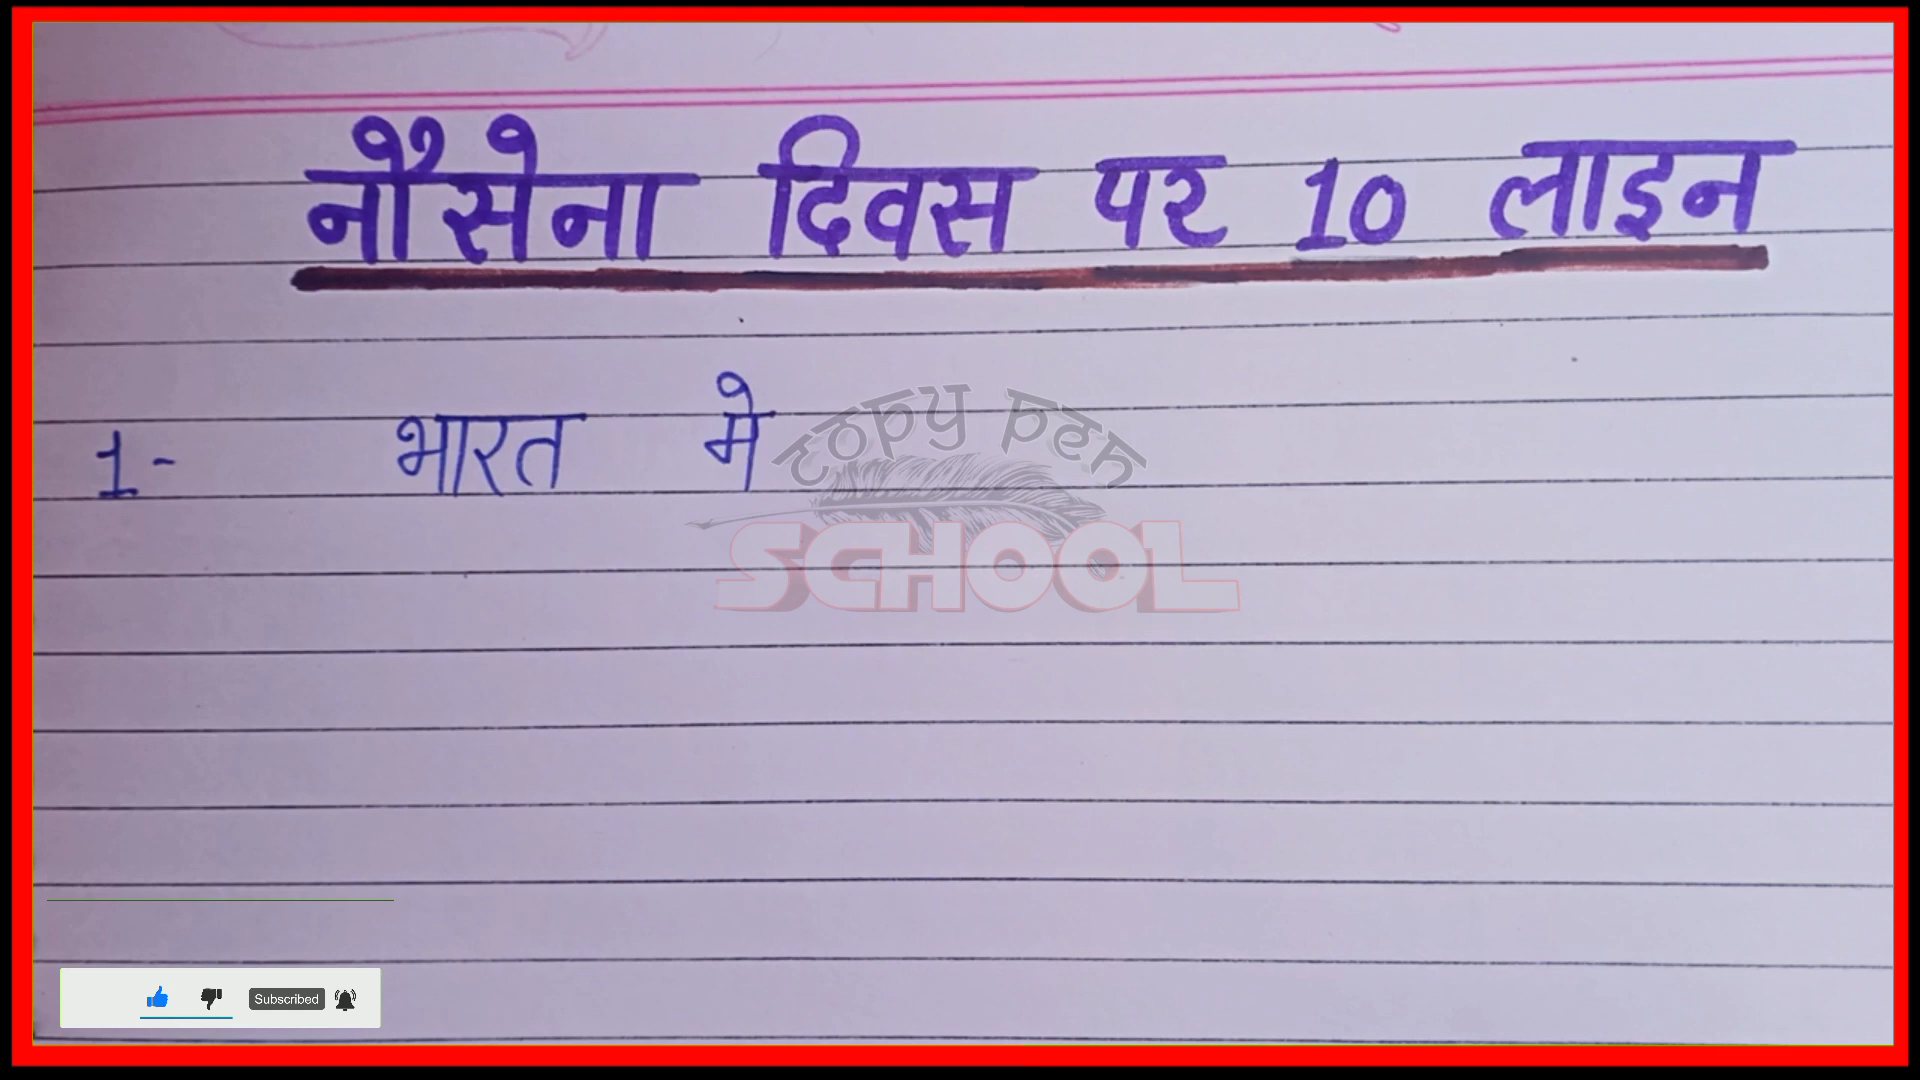 नौसेना दिवस पर 10 लाइन
1- भारत मे
copy pen
SCHOOL
Subscribed